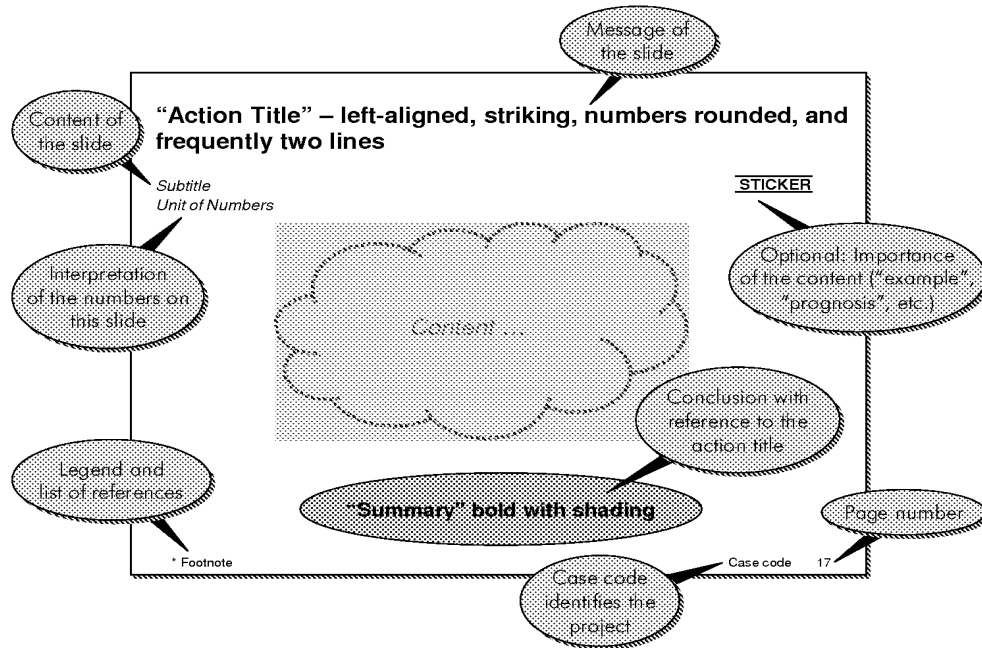 Message of
the slide
"Action Title" – left-aligned, striking, numbers rounded, and
frequently two lines
Content of
the slide
Subtitle
Unit of Numbers
STICKER
Interpretation
of the numbers on
this slide
Optional: Importance
of the content ("example",
"prognosis", etc.)
Content ...
Conclusion with
reference to the
action title
Legend and
list of references
"Summary" bold with shading
Page number
* Footnote
Case code
17
Case code
identifies the
project